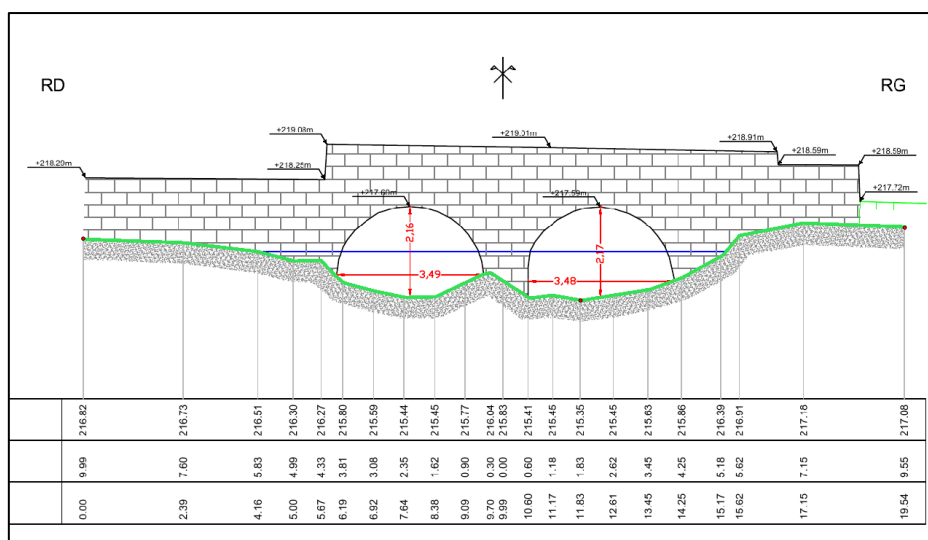 RD
RG
+219.08m
+219.01m
+218.91m
+218.59m
+218.59m
+218.20m
+218.25m
+217.60m
+217.59m
+217.72m
2,16
2,17
3,49
3,48
216.82 216.73 216.51 216.30 216.27 215.80 215.59 215.44 215.45 215.77 216.04 215.83 215.41 215.45 215.35 215.45 215.63 215.86 216.39 216.91 217.18 217.08
9.99 7.60 5.83 4.99 4.33 3.81 3.08 2.35 1.62 0.90 0.30 0.00 0.60 1.18 1.83 2.62 3.45 4.25 5.18 5.62 7.15 9.55
0.00 2.39 4.16 5.00 5.67 6.19 6.92 7.64 8.38 9.09 9.70 9.99 10.60 11.17 11.83 12.61 13.45 14.25 15.17 15.62 17.15 19.54